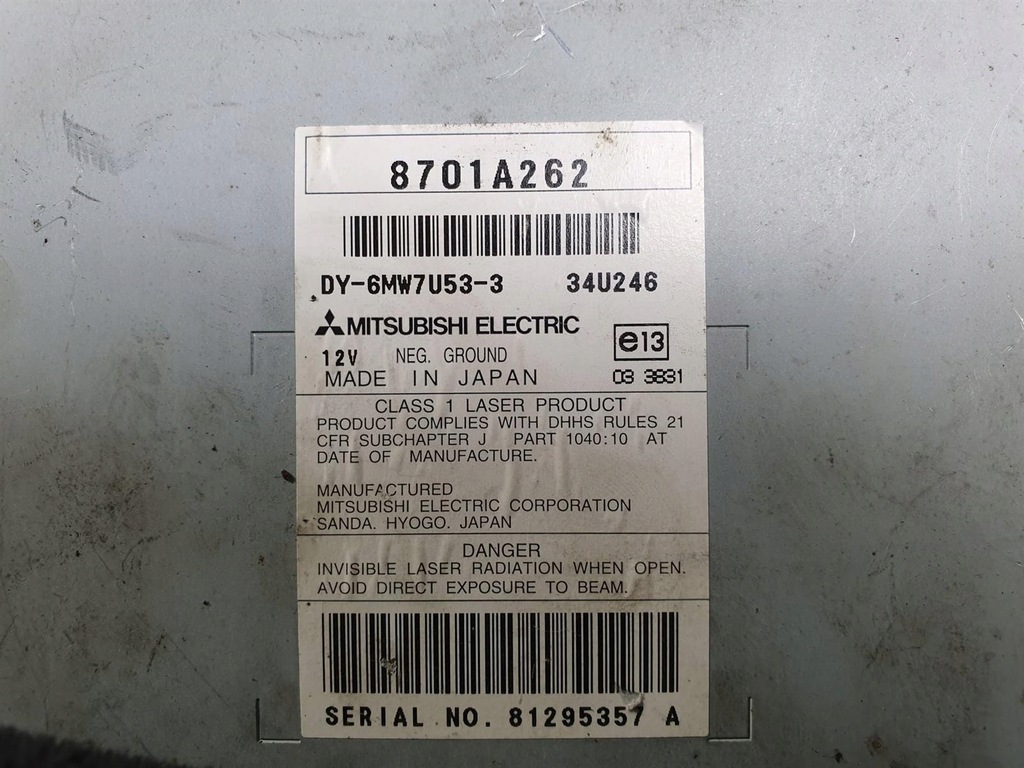 8701A262
DY-6MW7U53-3 34U246
MITSUBISHI ELECTRIC
e13
12V NEG. GROUND
MADE IN JAPAN 03 3831
CLASS 1 LASER PRODUCT
PRODUCT COMPLIES WITH DHHS RULES 21
CFR SUBCHAPTER J PART 1040:10 AT
DATE OF MANUFACTURE.
MANUFACTURED
MITSUBISHI ELECTRIC CORPORATION
SANDA. HYOGO. JAPAN
DANGER
INVISIBLE LASER RADIATION WHEN OPEN.
AVOID DIRECT EXPOSURE TO BEAM.
SERIAL NO. 81295357 A